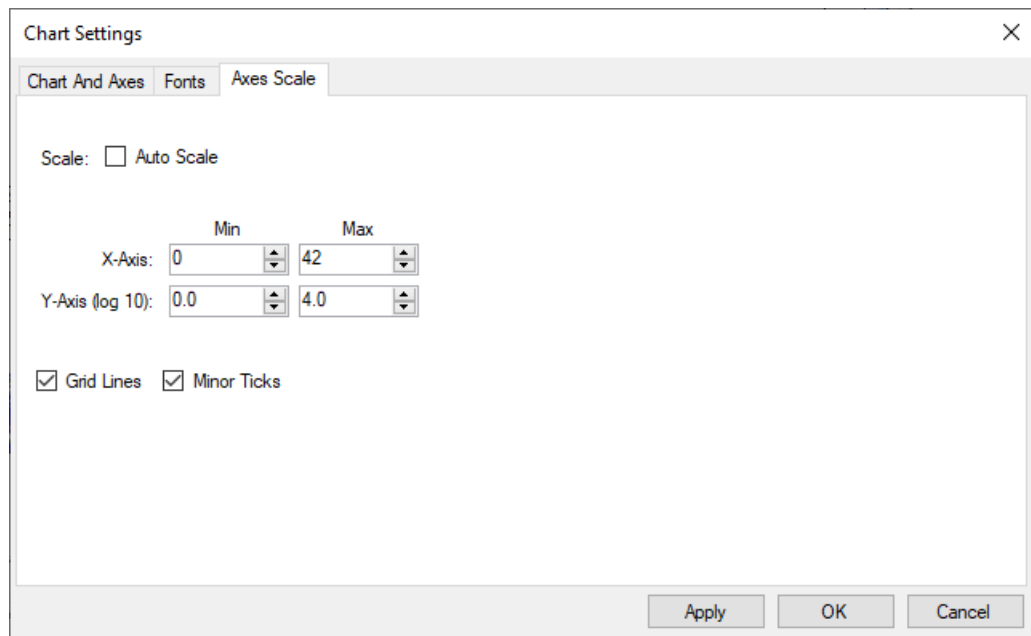 Chart Settings
Chart And Axes Fonts Axes Scale
Scale: Auto Scale
Min Max
X-Axis: 0 42
Y-Axis (log 10): 0.0 4.0
Grid Lines Minor Ticks
Apply OK Cancel